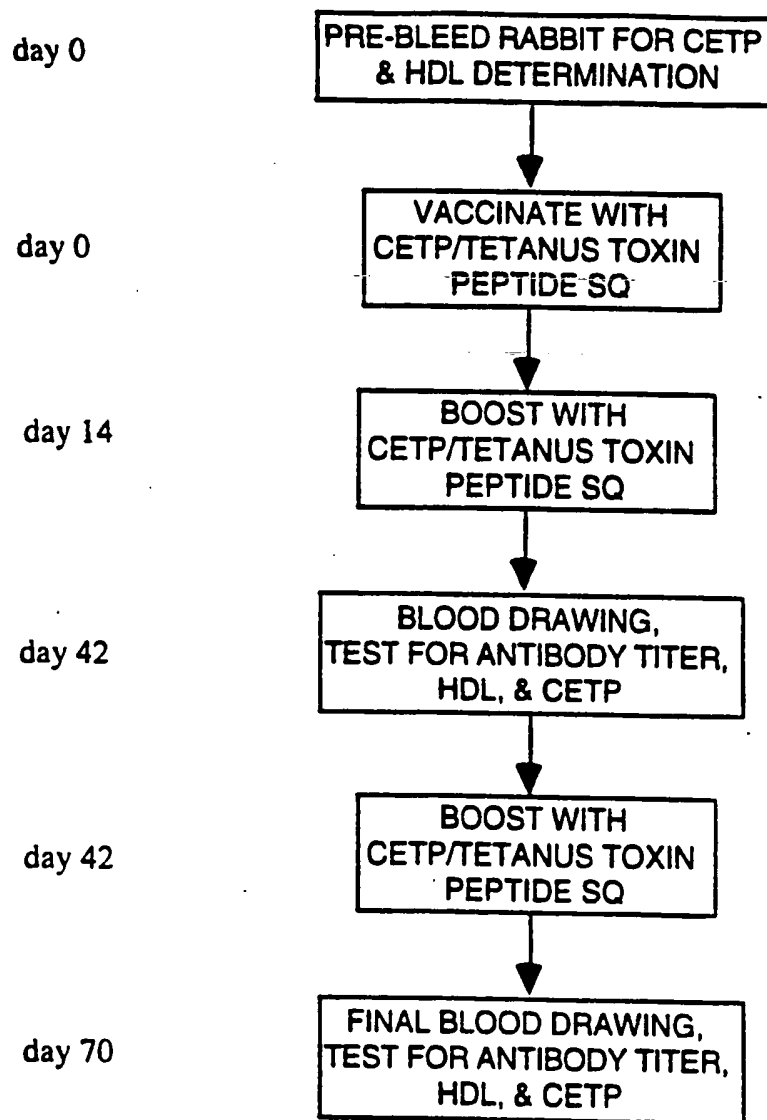 day 0
PRE-BLEED RABBIT FOR CETP
& HDL DETERMINATION
day 0
VACCINATE WITH
CETP/TETANUS TOXIN
PEPTIDE SQ
day 14
BOOST WITH
CETP/TETANUS TOXIN
PEPTIDE SQ
day 42
BLOOD DRAWING,
TEST FOR ANTIBODY TITER,
HDL, & CETP
day 42
BOOST WITH
CETP/TETANUS TOXIN
PEPTIDE SQ
day 70
FINAL BLOOD DRAWING,
TEST FOR ANTIBODY TITER,
HDL, & CETP